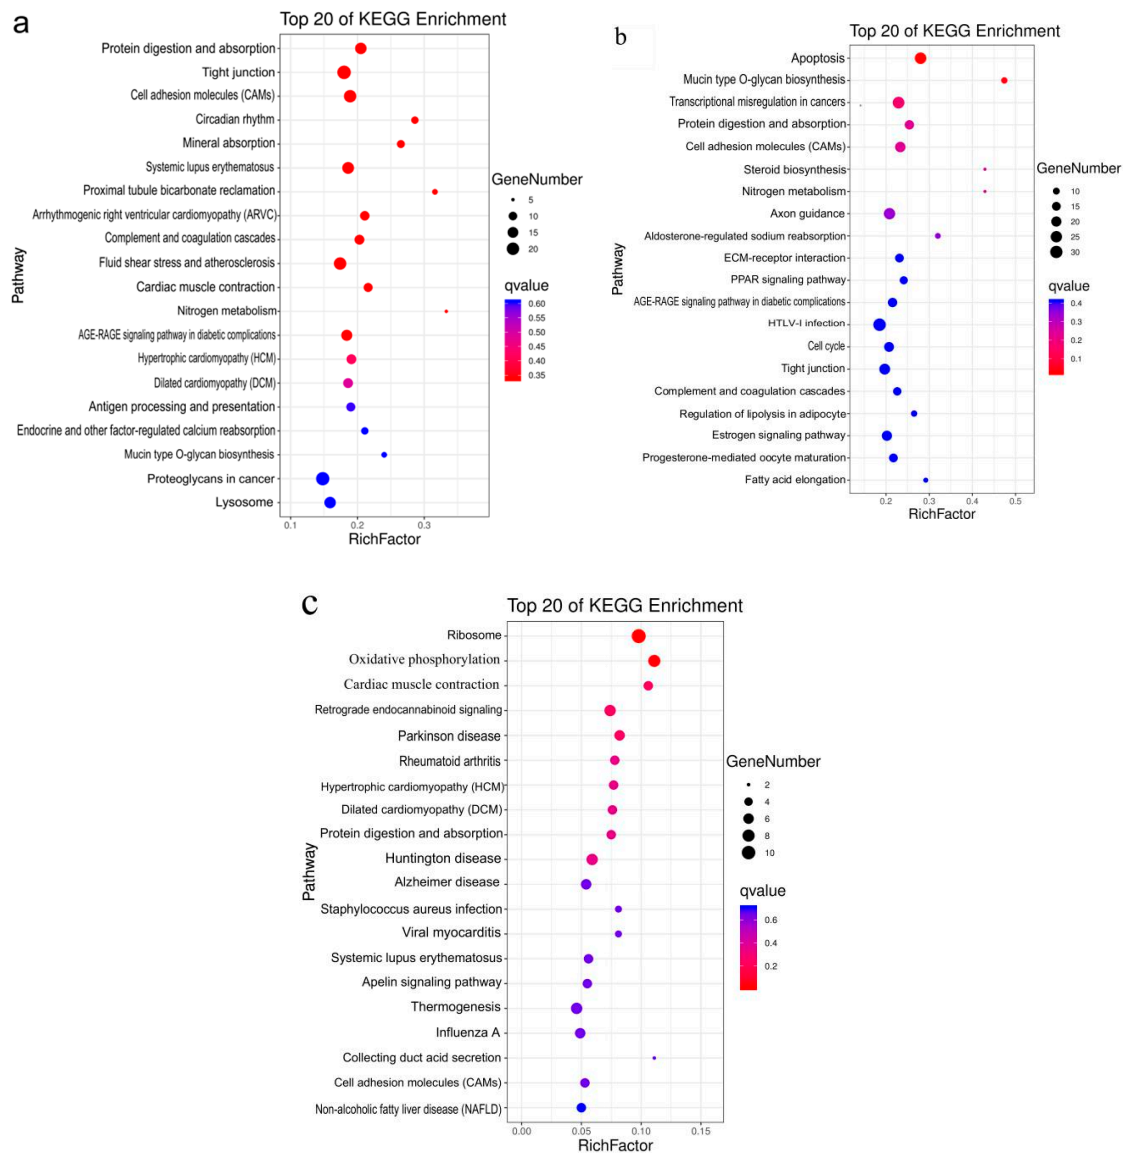 a
Top 20 of KEGG Enrichment
Pathway
Protein digestion and absorption
Tight junction
Cell adhesion molecules (CAMs)
Circadian rhythm
Mineral absorption
Systemic lupus erythematosus
Proximal tubule bicarbonate reclamation
Arrhythmogenic right ventricular cardiomyopathy (ARVC)
Complement and coagulation cascades
Fluid shear stress and atherosclerosis
Cardiac muscle contraction
Nitrogen metabolism
AGE-RAGE signaling pathway in diabetic complications
Hypertrophic cardiomyopathy (HCM)
Dilated cardiomyopathy (DCM)
Antigen processing and presentation
Endocrine and other factor-regulated calcium reabsorption
Mucin type O-glycan biosynthesis
Proteoglycans in cancer
Lysosome
0.1 0.2 0.3
RichFactor
GeneNumber
5
10
15
20
qvalue
0.60
0.55
0.50
0.45
0.40
0.35
b
Top 20 of KEGG Enrichment
Pathway
Apoptosis
Mucin type O-glycan biosynthesis
Transcriptional misregulation in cancers
Protein digestion and absorption
Cell adhesion molecules (CAMs)
Steroid biosynthesis
Nitrogen metabolism
Axon guidance
Aldosterone-regulated sodium reabsorption
ECM-receptor interaction
PPAR signaling pathway
AGE-RAGE signaling pathway in diabetic complications
HTLV-I infection
Cell cycle
Tight junction
Complement and coagulation cascades
Regulation of lipolysis in adipocyte
Estrogen signaling pathway
Progesterone-mediated oocyte maturation
Fatty acid elongation
0.2 0.3 0.4 0.5
RichFactor
GeneNumber
10
15
20
25
30
qvalue
0.4
0.3
0.2
0.1
c
Top 20 of KEGG Enrichment
Pathway
Ribosome
Oxidative phosphorylation
Cardiac muscle contraction
Retrograde endocannabinoid signaling
Parkinson disease
Rheumatoid arthritis
Hypertrophic cardiomyopathy (HCM)
Dilated cardiomyopathy (DCM)
Protein digestion and absorption
Huntington disease
Alzheimer disease
Staphylococcus aureus infection
Viral myocarditis
Systemic lupus erythematosus
Apelin signaling pathway
Thermogenesis
Influenza A
Collecting duct acid secretion
Cell adhesion molecules (CAMs)
Non-alcoholic fatty liver disease (NAFLD)
0.00 0.05 0.10 0.15
RichFactor
GeneNumber
2
4
6
8
10
qvalue
0.6
0.4
0.2